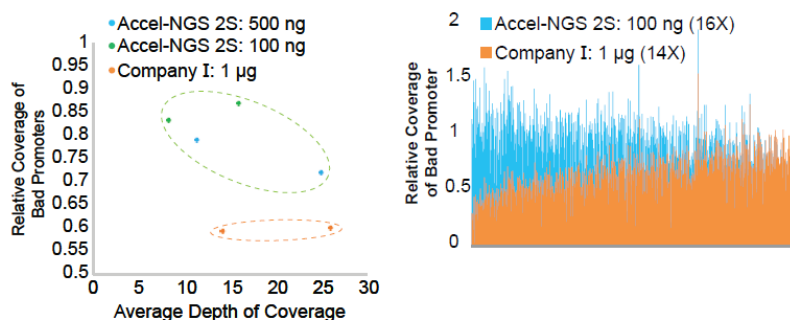 Accel-NGS 2S: 500 ng
Accel-NGS 2S: 100 ng
Company I: 1 µg
Relative Coverage of
Bad Promoters
1
0.95
0.9
0.85
0.8
0.75
0.7
0.65
0.6
0.55
0.5
0 5 10 15 20 25 30
Average Depth of Coverage
Accel-NGS 2S: 100 ng (16X)
Company I: 1 µg (14X)
Relative Coverage
of Bad Promoter
2
1.5
1
0.5
0